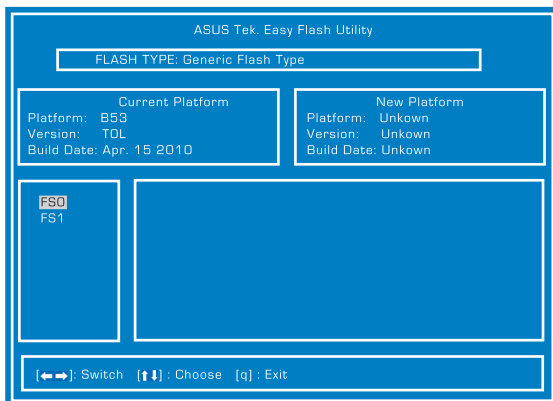 ASUS Tek. Easy Flash Utility
FLASH TYPE: Generic Flash Type
Current Platform
Platform: B53
Version: TOL
Build Date: Apr. 15 2010
New Platform
Platform: Unkown
Version: Unkown
Build Date: Unkown
FS0
FS1
[←→]: Switch [↑↓] : Choose [q] : Exit